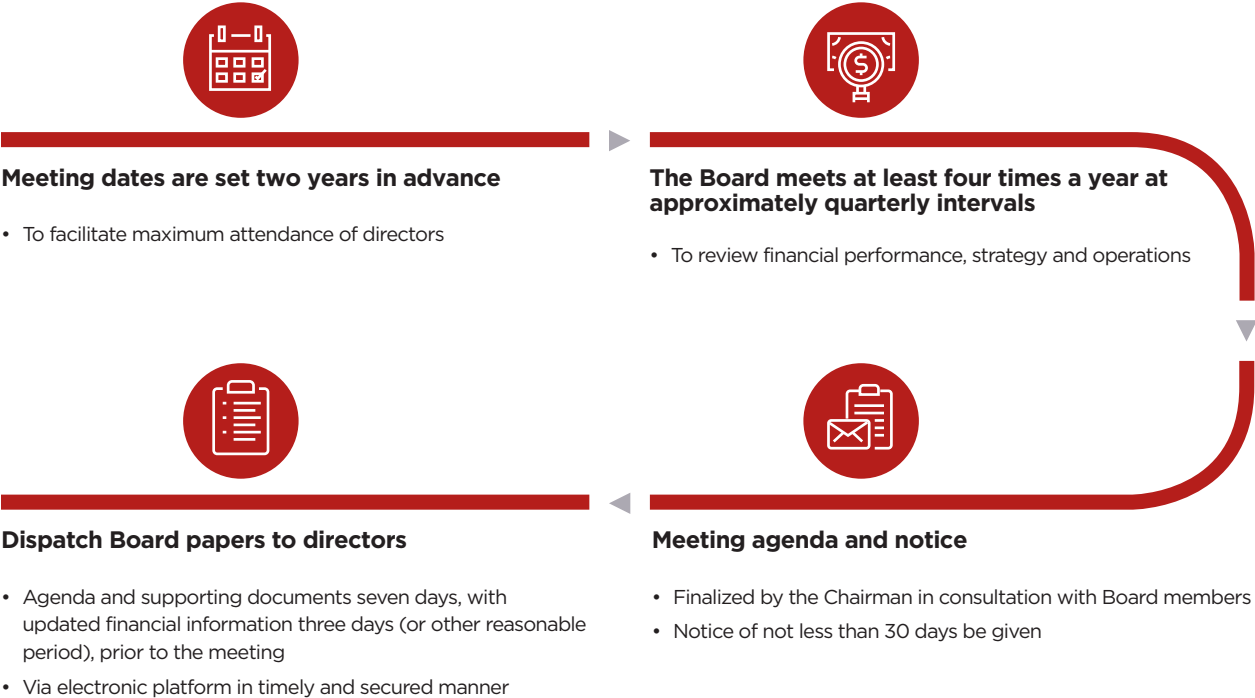 Meeting dates are set two years in advance
• To facilitate maximum attendance of directors
The Board meets at least four times a year at
approximately quarterly intervals
• To review financial performance, strategy and operations
Meeting agenda and notice
• Finalized by the Chairman in consultation with Board members
• Notice of not less than 30 days be given
Dispatch Board papers to directors
• Agenda and supporting documents seven days, with
updated financial information three days (or other reasonable
period), prior to the meeting
• Via electronic platform in timely and secured manner